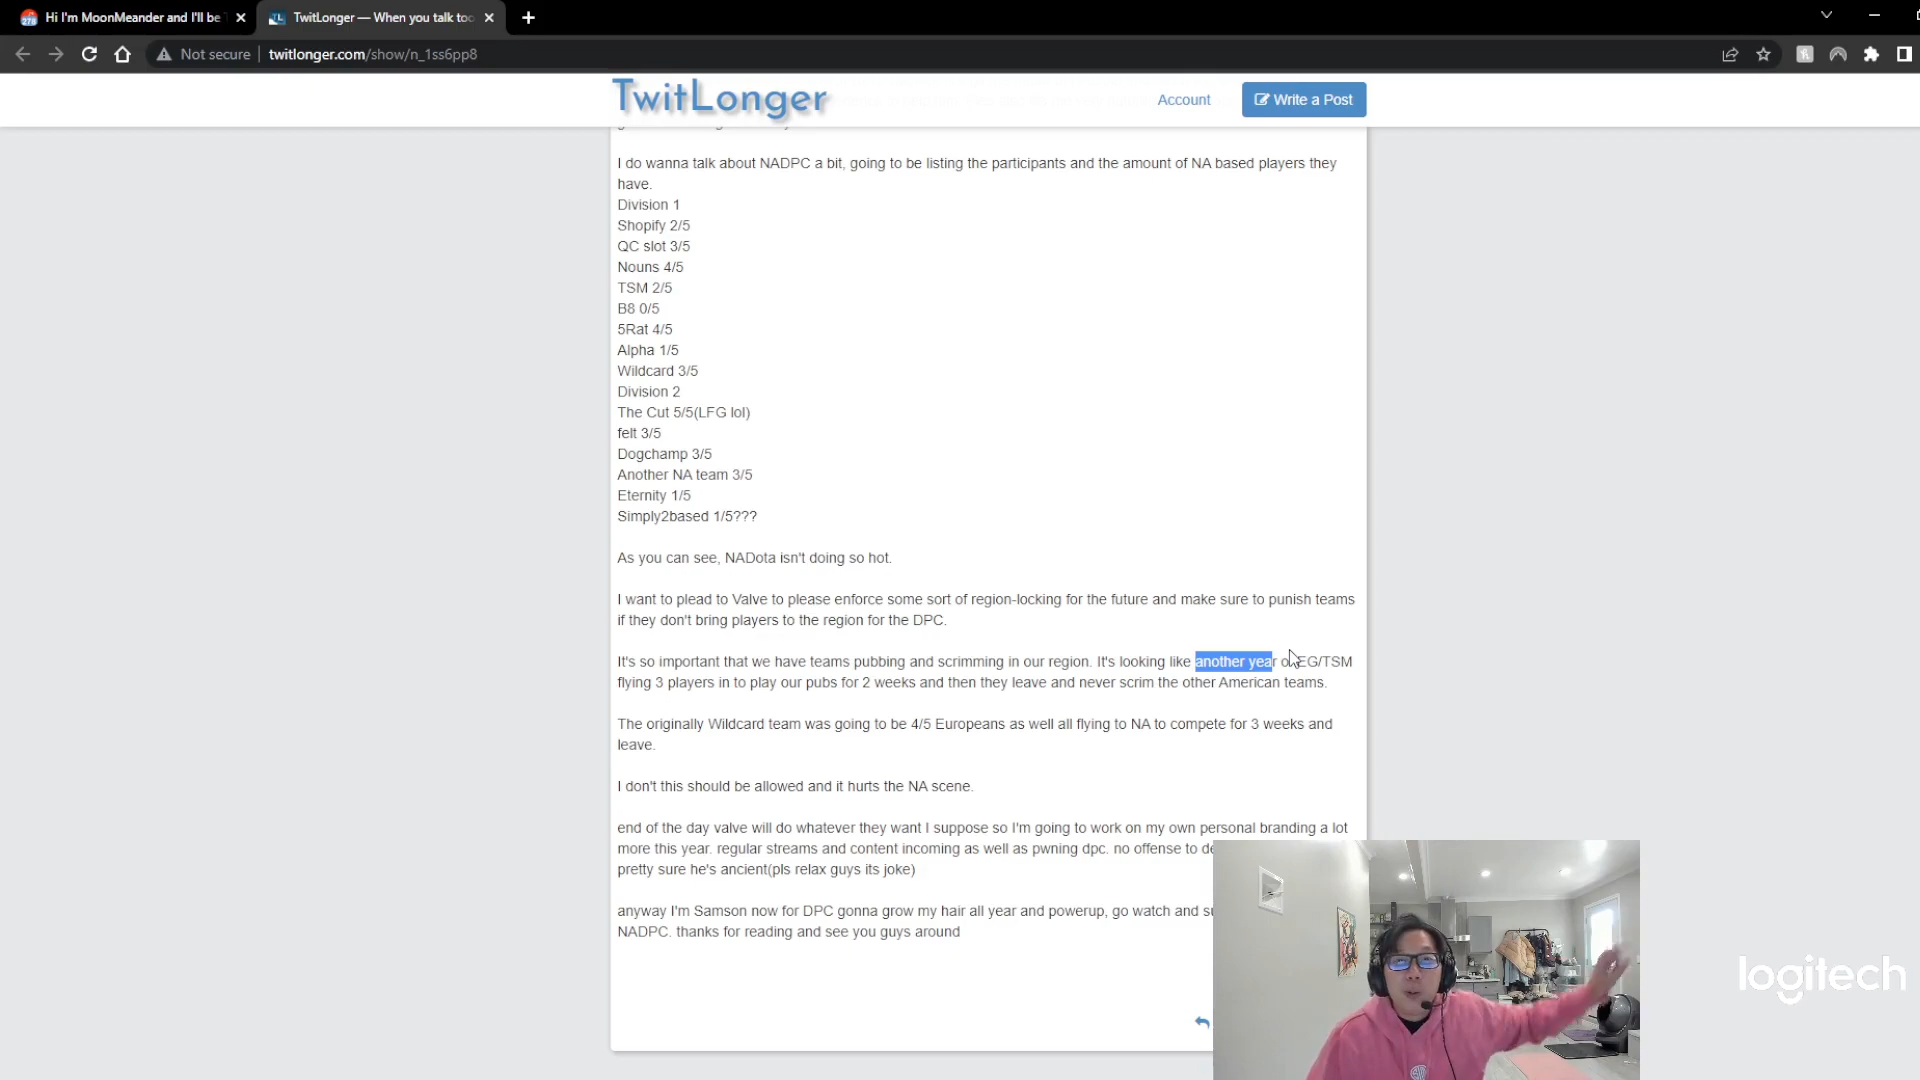 Hi I'm MoonMeander and I'll be
TwitLonger — When you talk too
Not secure
twitlonger.com/show/n_1ss6pp8
TwitLonger
Account
Write a Post
I do wanna talk about NADPC a bit, going to be listing the participants and the amount of NA based players they
have.
Division 1
Shopify 2/5
QC slot 3/5
Nouns 4/5
TSM 2/5
B8 0/5
5Rat 4/5
Alpha 1/5
Wildcard 3/5
Division 2
The Cut 5/5(LFG lol)
felt 3/5
Dogchamp 3/5
Another NA team 3/5
Eternity 1/5
Simply2based 1/5???
As you can see, NADota isn't doing so hot.
I want to plead to Valve to please enforce some sort of region-locking for the future and make sure to punish teams
if they don't bring players to the region for the DPC.
It's so important that we have teams pubbing and scrimming in our region. It's looking like another year o EG/TSM
flying 3 players in to play our pubs for 2 weeks and then they leave and never scrim the other American teams.
The originally Wildcard team was going to be 4/5 Europeans as well all flying to NA to compete for 3 weeks and
leave.
I don't this should be allowed and it hurts the NA scene.
end of the day valve will do whatever they want I suppose so I'm going to work on my own personal branding a lot
more this year. regular streams and content incoming as well as pwning dpc. no offense to de
pretty sure he's ancient(pls relax guys its joke)
anyway I'm Samson now for DPC gonna grow my hair all year and powerup, go watch and su
NADPC. thanks for reading and see you guys around
logitech